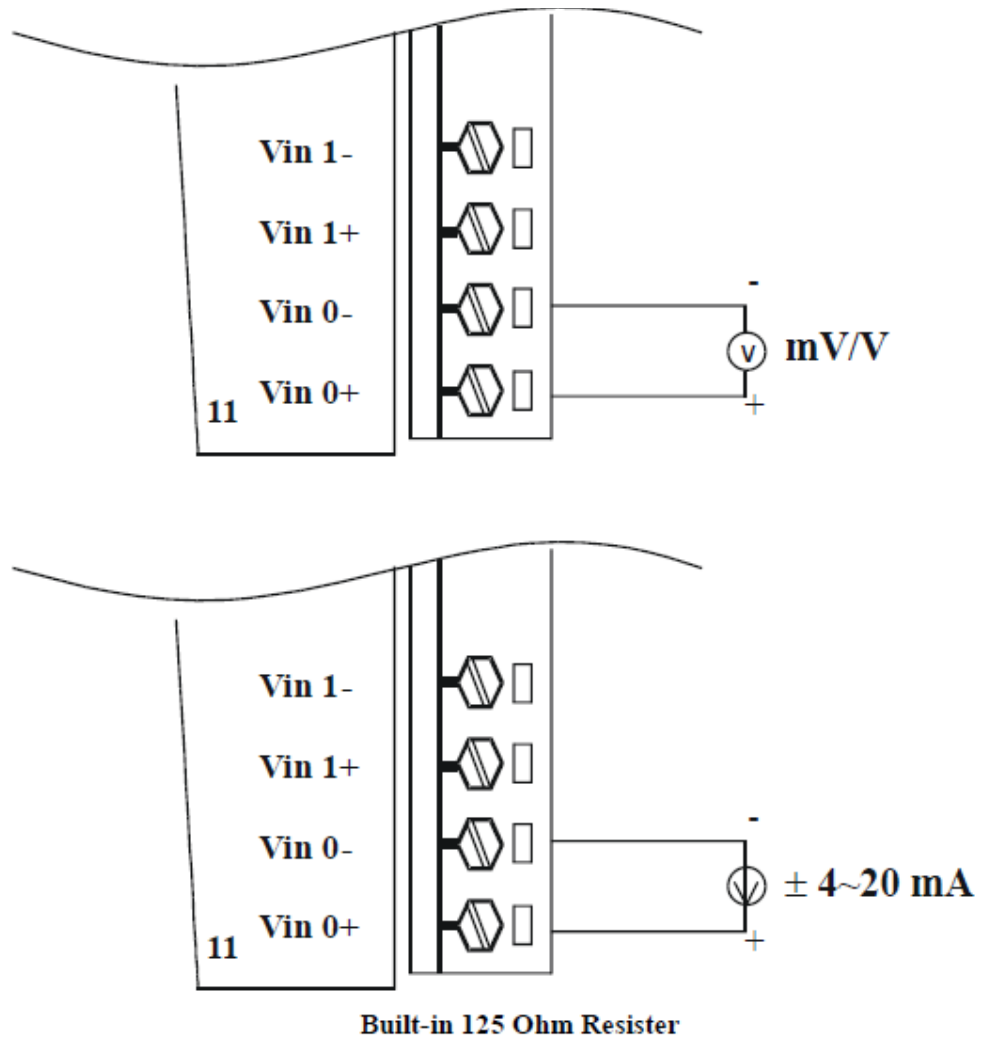 Vin 1-
Vin 1+
Vin 0-
Vin 0+
11
-
V
mV/V
+
Vin 1-
Vin 1+
Vin 0-
Vin 0+
11
-
± 4~20 mA
+
Built-in 125 Ohm Resister